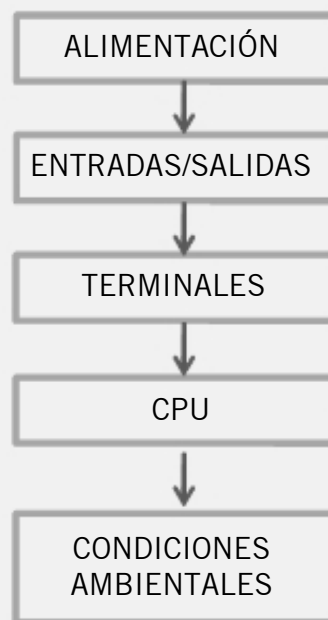 ALIMENTACIÓN
ENTRADAS/SALIDAS
TERMINALES
CPU
CONDICIONES
AMBIENTALES